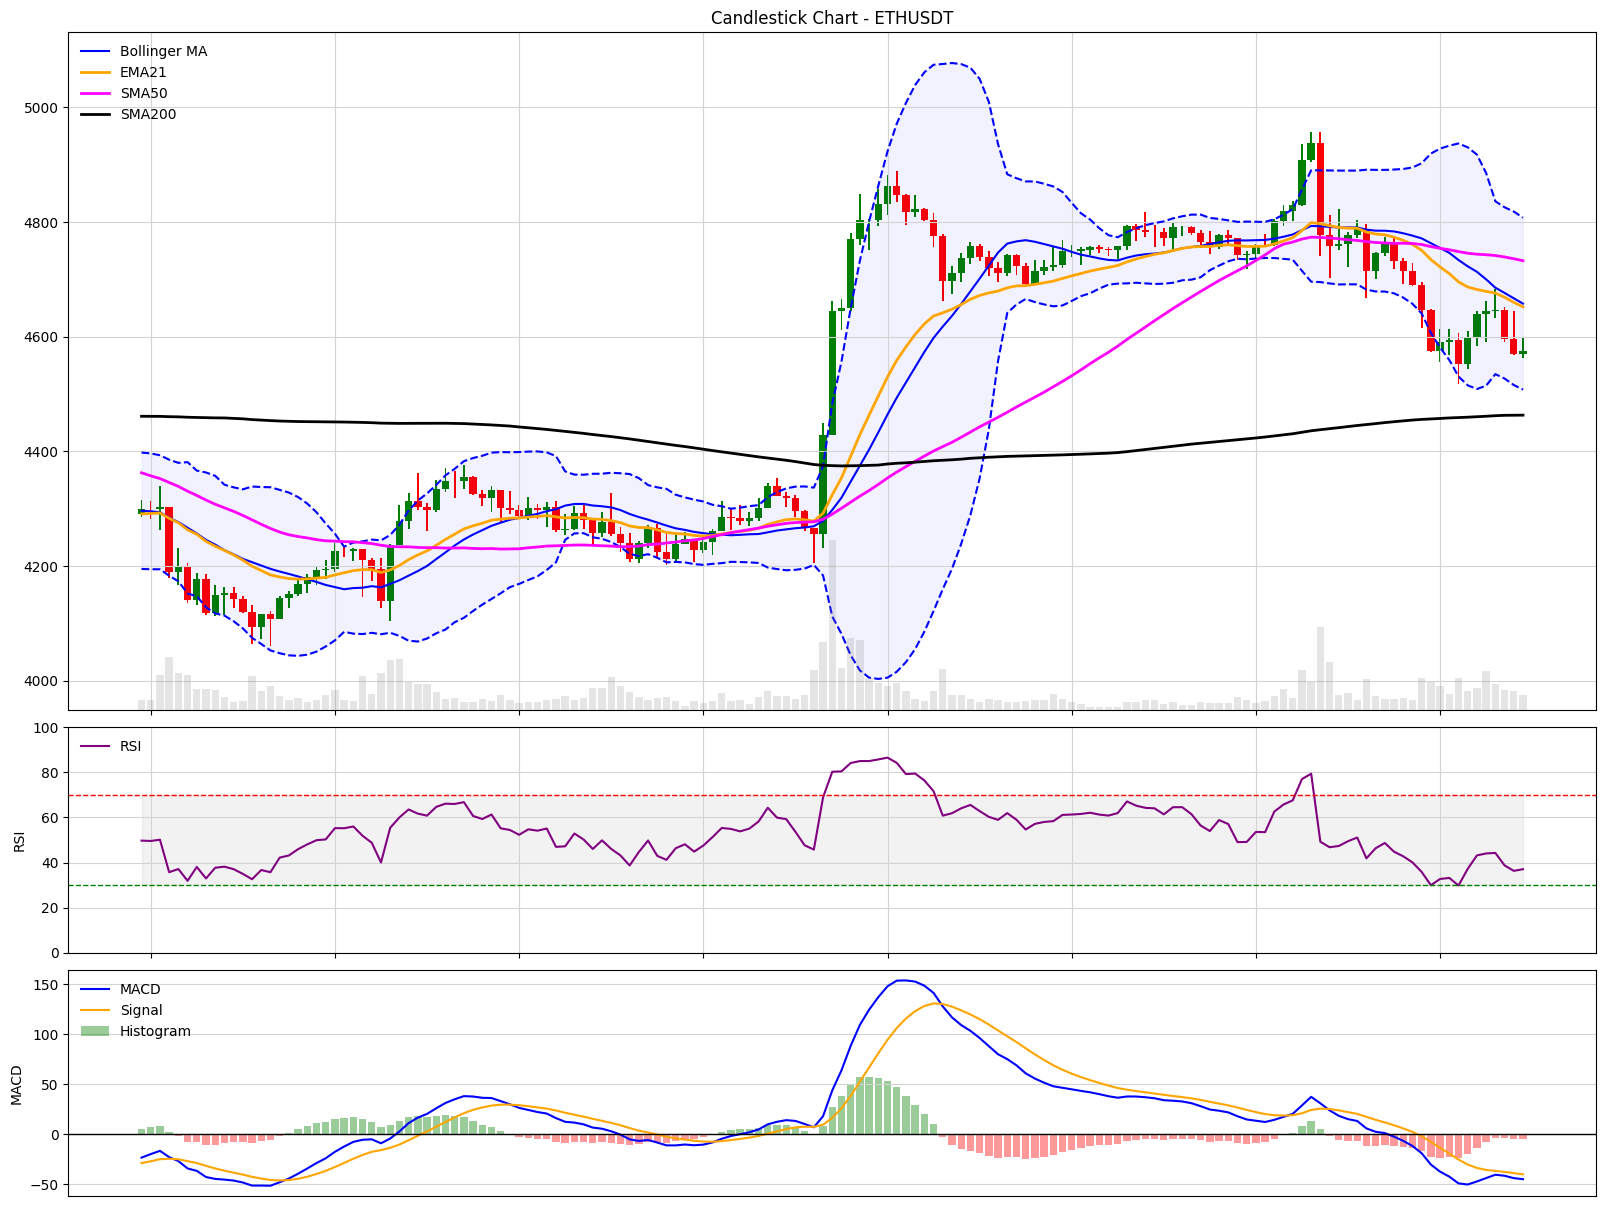 Candlestick Chart - ETHUSDT
Bollinger MA
EMA21
SMA50
SMA200
5000
4800
4600
4400
4200
4000
RSI
100
80
60
40
20
0
RSI
MACD
Signal
Histogram
150
100
50
0
−50
MACD